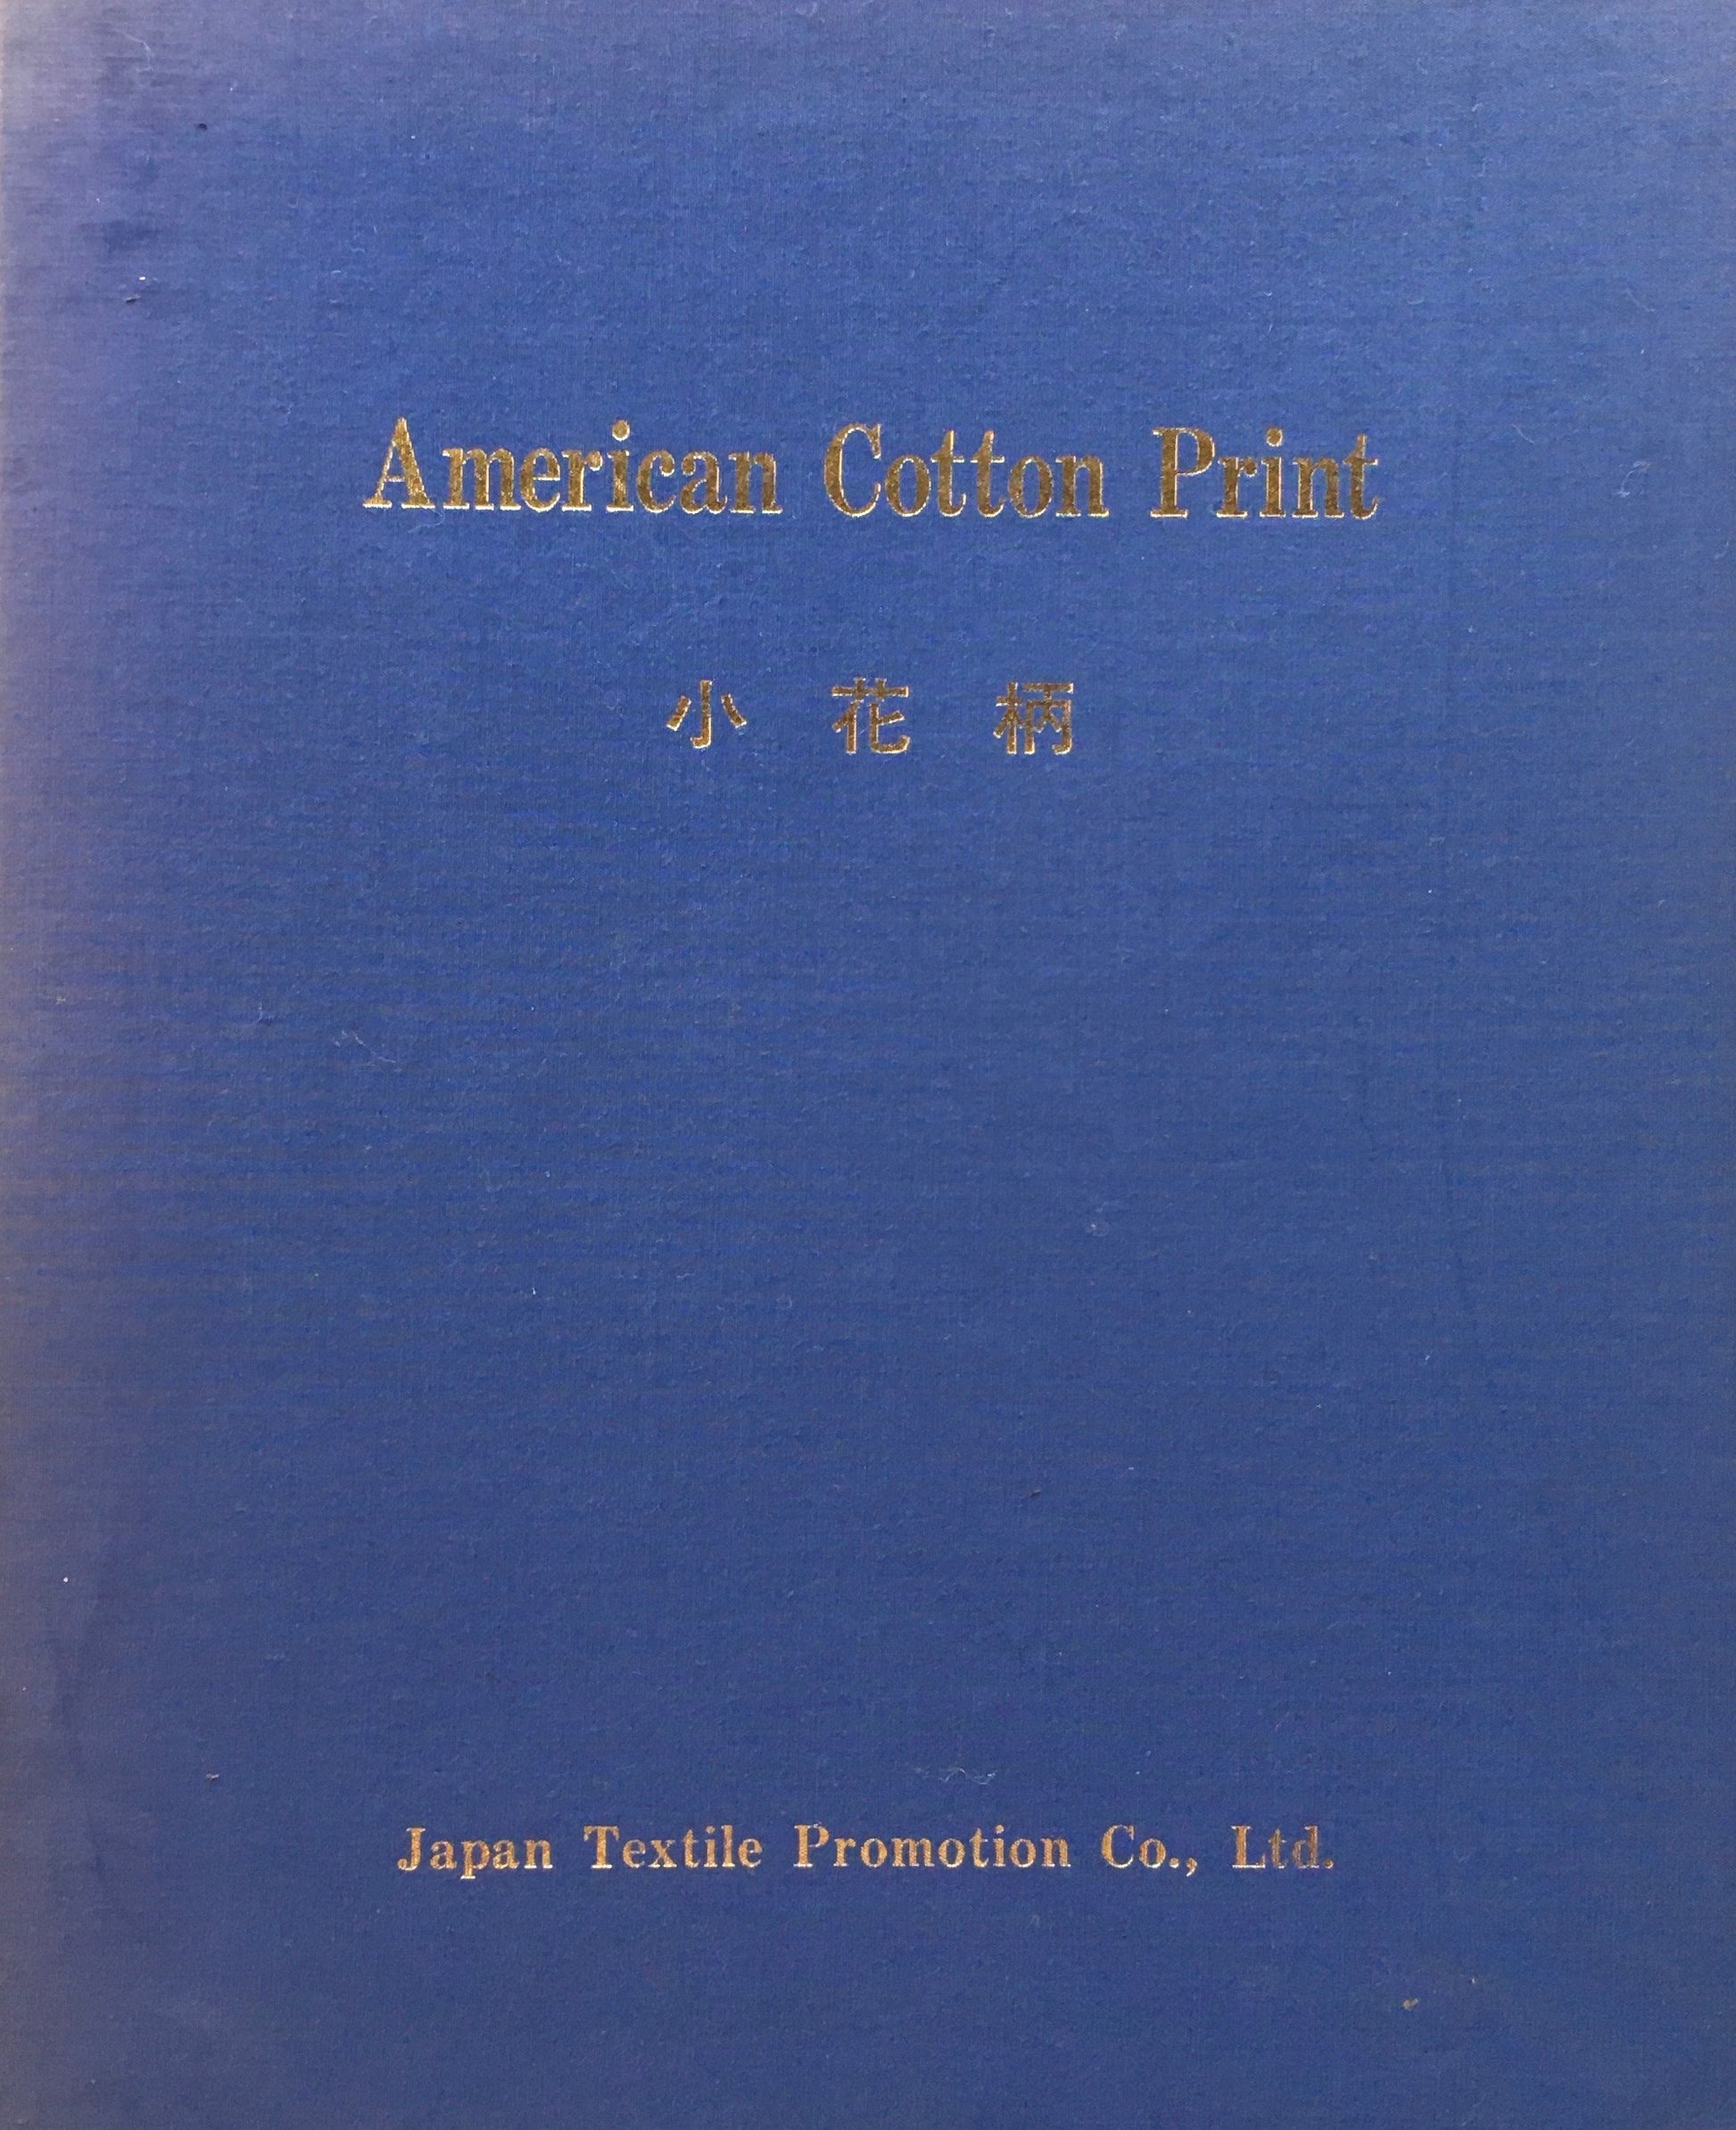 American Cotton Print
小花柄
Japan Textile Promotion Co., Ltd.